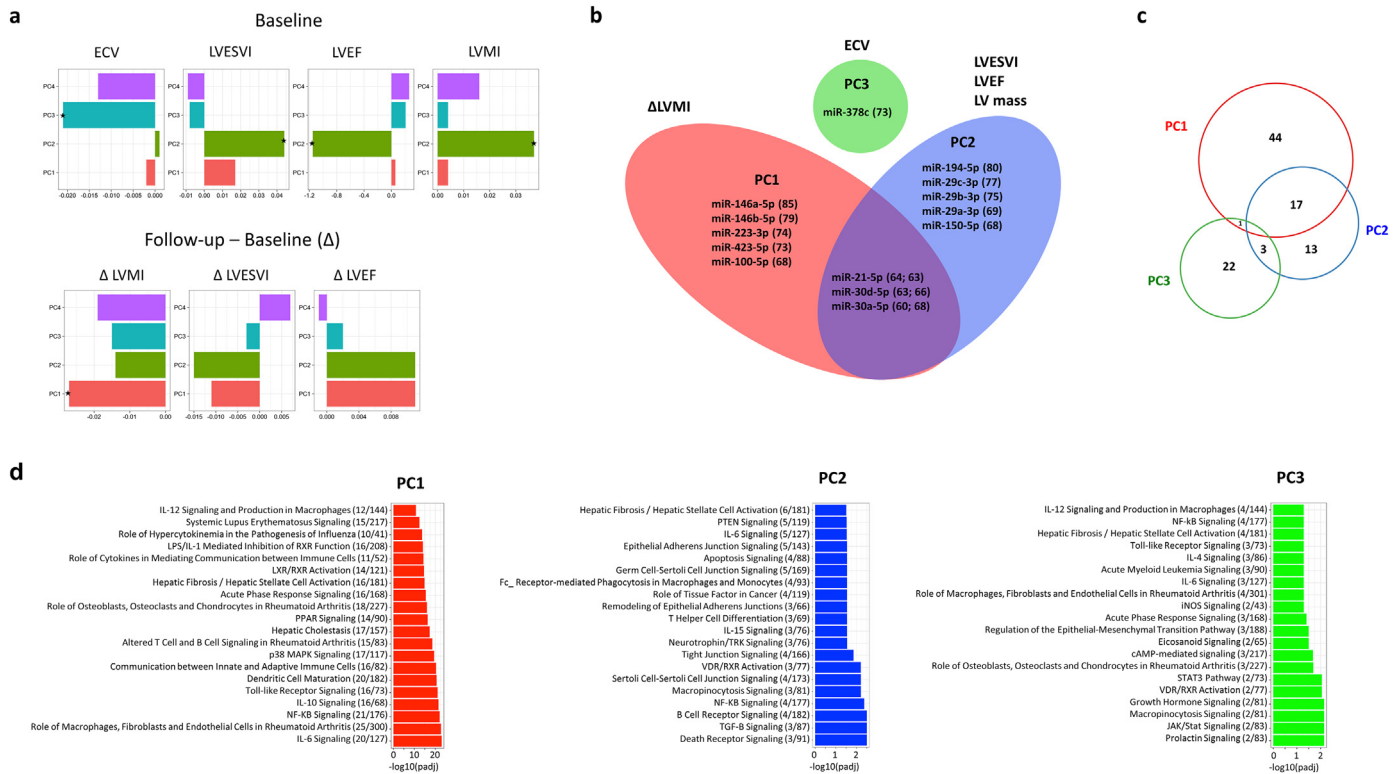 a
Baseline
ECV
LVESVI
LVEF
LVMI
PC4
PC3
PC2
PC1
-0.020 -0.015 -0.010 -0.005 0.000
PC4
PC3
PC2
PC1
0.00 0.01 0.02 0.03 0.04
PC4
PC3
PC2
PC1
-1.2 -0.8 -0.4 0.0
PC4
PC3
PC2
PC1
0.00 0.01 0.02 0.03
Follow-up – Baseline (Δ)
Δ LVMI
Δ LVESVI
Δ LVEF
PC4
PC3
PC2
PC1
-0.02 -0.01 0.00
PC4
PC3
PC2
PC1
-0.015 -0.010 -0.005 0.000 0.005
PC4
PC3
PC2
PC1
0.000 0.004 0.008
b
ECV
PC3
miR-378c (73)
LVESVI
LVEF
LV mass
ΔLVMI
PC1
miR-146a-5p (85)
miR-146b-5p (79)
miR-223-3p (74)
miR-423-5p (73)
miR-100-5p (68)
PC2
miR-194-5p (80)
miR-29c-3p (77)
miR-29b-3p (75)
miR-29a-3p (69)
miR-150-5p (68)
miR-21-5p (64; 63)
miR-30d-5p (63; 66)
miR-30a-5p (60; 68)
c
PC1
44
17
1
PC2
3
13
22
PC3
d
PC1
IL-12 Signaling and Production in Macrophages (12/144)
Systemic Lupus Erythematosus Signaling (15/217)
Role of Hypercytokinemia in the Pathogenesis of Influenza (10/41)
LPS/IL-1 Mediated Inhibition of RXR Function (16/208)
Role of Cytokines in Mediating Communication between Immune Cells (11/52)
LXR/RXR Activation (14/121)
Hepatic Fibrosis / Hepatic Stellate Cell Activation (16/181)
Acute Phase Response Signaling (16/168)
Role of Osteoblasts, Osteoclasts and Chondrocytes in Rheumatoid Arthritis (18/227)
PPAR Signaling (14/90)
Hepatic Cholestasis (17/157)
Altered T Cell and B Cell Signaling in Rheumatoid Arthritis (15/83)
p38 MAPK Signaling (17/117)
Communication between Innate and Adaptive Immune Cells (16/82)
Dendritic Cell Maturation (20/182)
Toll-like Receptor Signaling (16/73)
IL-10 Signaling (16/68)
NF-KB Signaling (21/176)
Role of Macrophages, Fibroblasts and Endothelial Cells in Rheumatoid Arthritis (25/300)
IL-6 Signaling (20/127)
0 10 20
-log10(padj)
PC2
Hepatic Fibrosis / Hepatic Stellate Cell Activation (6/181)
PTEN Signaling (5/119)
IL-6 Signaling (5/127)
Epithelial Adherens Junction Signaling (5/143)
Apoptosis Signaling (4/88)
Germ Cell-Sertoli Cell Junction Signaling (5/169)
Fc_ Receptor-mediated Phagocytosis in Macrophages and Monocytes (4/93)
Role of Tissue Factor in Cancer (4/119)
Remodeling of Epithelial Adherens Junctions (3/66)
T Helper Cell Differentiation (3/69)
IL-15 Signaling (3/76)
Neurotrophin/TRK Signaling (3/76)
Tight Junction Signaling (4/166)
VDR/RXR Activation (3/77)
Sertoli Cell-Sertoli Cell Junction Signaling (4/173)
Macropinocytosis Signaling (3/81)
NF-KB Signaling (4/177)
B Cell Receptor Signaling (4/182)
TGF-B Signaling (3/87)
Death Receptor Signaling (3/91)
0 1 2
-log10(padj)
PC3
IL-12 Signaling and Production in Macrophages (4/144)
NF-kB Signaling (4/177)
Hepatic Fibrosis / Hepatic Stellate Cell Activation (4/181)
Toll-like Receptor Signaling (3/73)
IL-4 Signaling (3/86)
Acute Myeloid Leukemia Signaling (3/90)
IL-6 Signaling (3/127)
Role of Macrophages, Fibroblasts and Endothelial Cells in Rheumatoid Arthritis (4/301)
iNOS Signaling (2/43)
Acute Phase Response Signaling (3/168)
Regulation of the Epithelial-Mesenchymal Transition Pathway (3/188)
Eicosanoid Signaling (2/65)
cAMP-mediated signaling (3/217)
Role of Osteoblasts, Osteoclasts and Chondrocytes in Rheumatoid Arthritis (3/227)
STAT3 Pathway (2/73)
VDR/RXR Activation (2/77)
Growth Hormone Signaling (2/81)
Macropinocytosis Signaling (2/81)
JAK/Stat Signaling (2/83)
Prolactin Signaling (2/83)
0 1 2
-log10(padj)